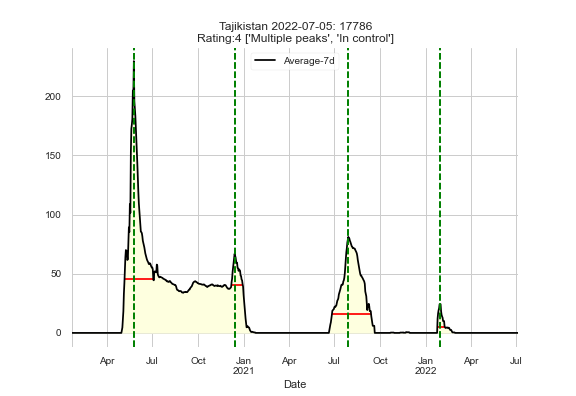 Tajikistan 2022-07-05: 17786
Rating:4 ['Multiple peaks', 'In control']
Average-7d
200
150
100
50
0
Apr Jul Oct Jan Apr Jul Oct Jan Apr Jul
2021 2022
Date